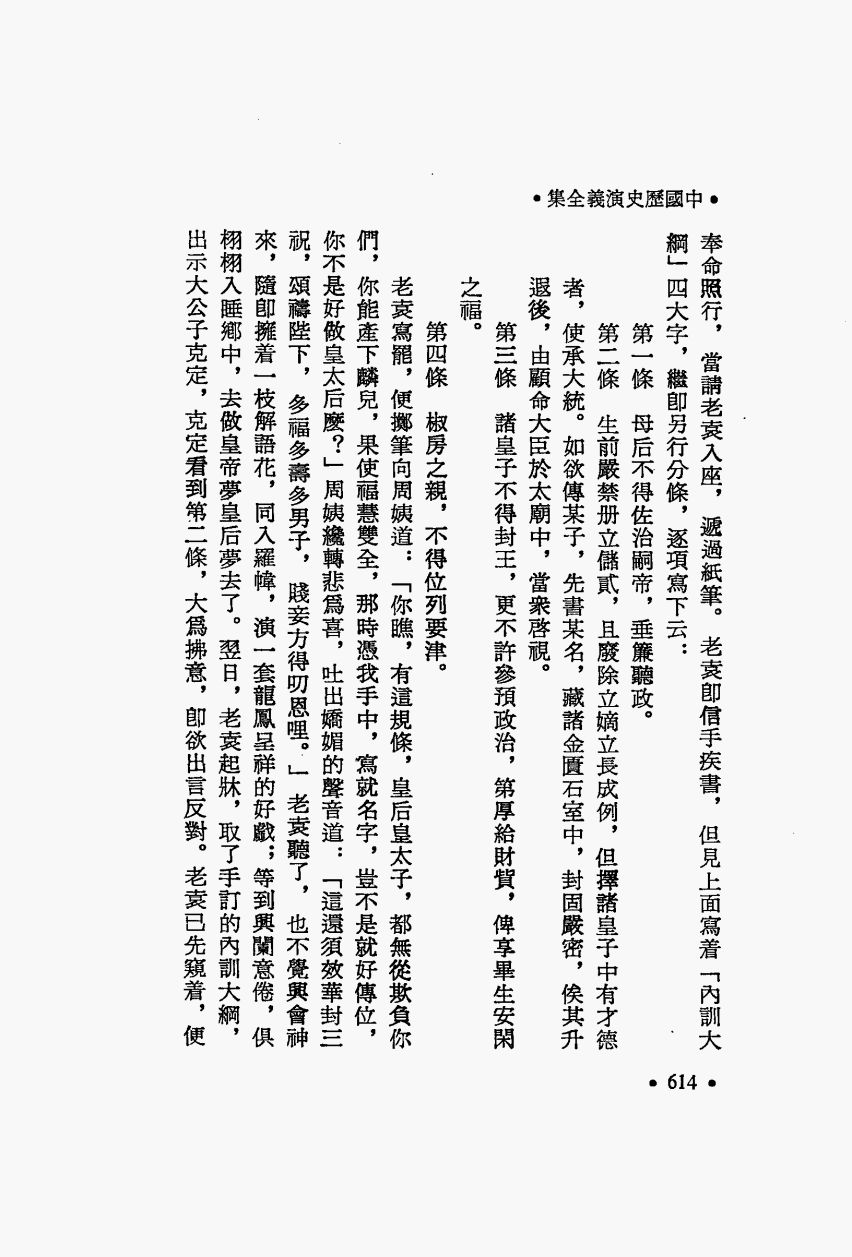 •中國歷史演義全集•
奉命照行，當請老袁入座，遞過紙筆。老袁卽信手疾書，但見上面寫着「內訓大
綱」四大字，繼卽另行分條，逐項寫下云：
第一條　母后不得佐治嗣帝，垂簾聽政。
第二條　生前嚴禁册立儲貳，且廢除立嫡立長成例，但擇諸皇子中有才德
者，使承大統。如欲傳某子，先書某名，藏諸金匱石室中，封固嚴密，俟其升
遐後，由顧命大臣於太廟中，當衆啓視。
第三條　諸皇子不得封王，更不許參預政治，第厚給財貲，俾享畢生安閑
之福。
第四條　椒房之親，不得位列要津。
老袁寫罷，便擲筆向周姨道：「你瞧，有這規條，皇后皇太子，都無從欺負你
們，你能產下麟兒，果使福慧雙全，那時憑我手中，寫就名字，豈不是就好傳位，
你不是好做皇太后麼？」周姨纔轉悲爲喜，吐出嬌媚的聲音道：「這還須效華封三
祝，頌禱陛下，多福多壽多男子，賤妾方得叨恩哩。」老袁聽了，也不覺興會神
來，隨卽擁着一枝解語花，同入羅幃，演一套龍鳳呈祥的好戲；等到興闌意倦，俱
栩栩入睡鄉中，去做皇帝夢皇后夢去了。翌日，老袁起牀，取了手訂的內訓大綱，
出示大公子克定，克定看到第二條，大爲拂意，卽欲出言反對。老袁已先窺着，便
•614•